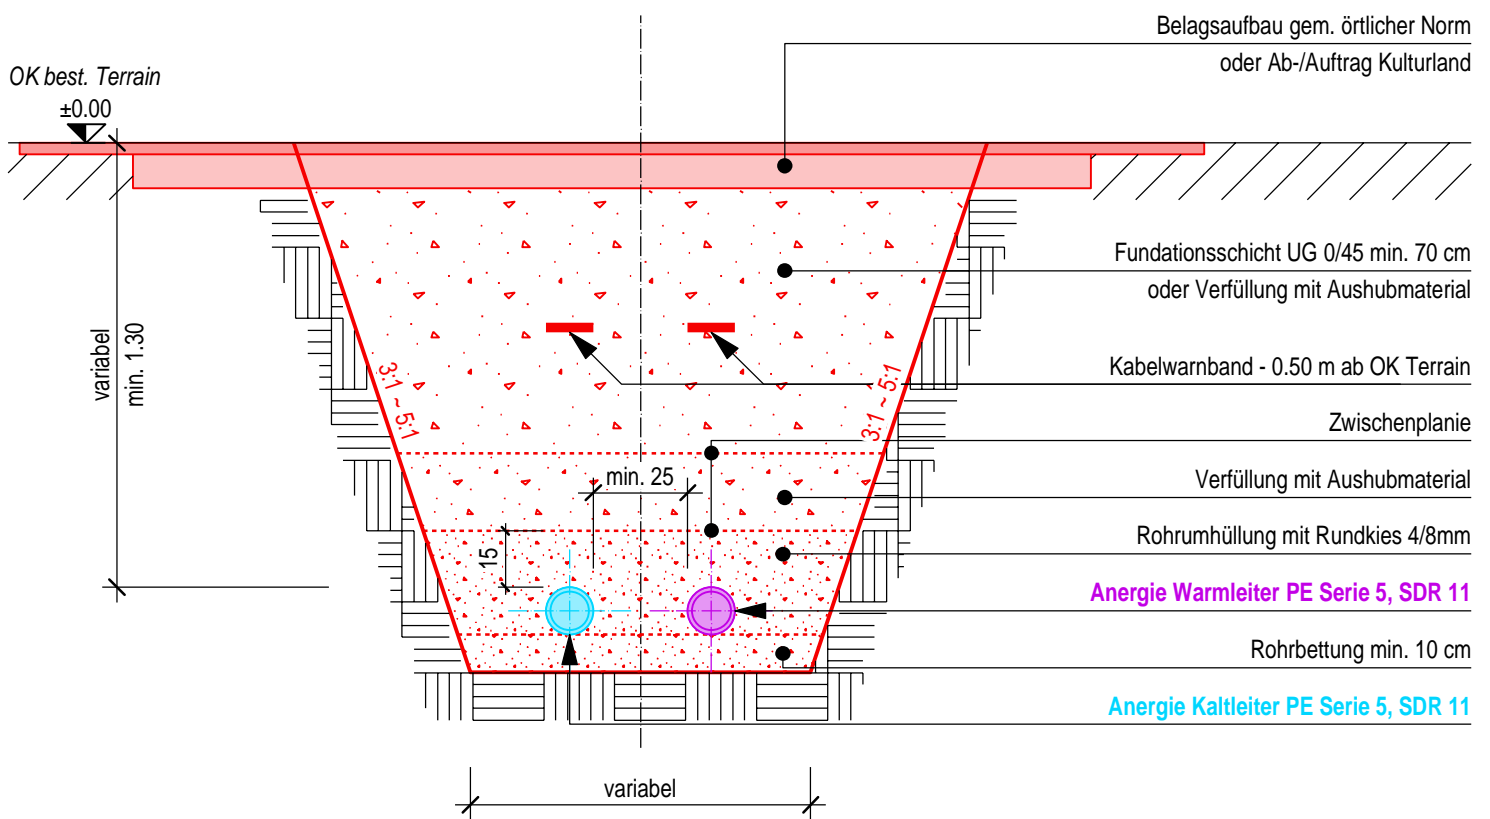 Belagsaufbau gem. örtlicher Norm
oder Ab-/Auftrag Kulturland
OK best. Terrain
±0.00
Fundationsschicht UG 0/45 min. 70 cm
oder Verfüllung mit Aushubmaterial
variabel
min. 1.30
3:1 ~ 5:1
3:1 ~ 5:1
Kabelwarnband - 0.50 m ab OK Terrain
Zwischenplanie
min. 25
Verfüllung mit Aushubmaterial
15
Rohrumhüllung mit Rundkies 4/8mm
Anergie Warmleiter PE Serie 5, SDR 11
Rohrbettung min. 10 cm
Anergie Kaltleiter PE Serie 5, SDR 11
variabel